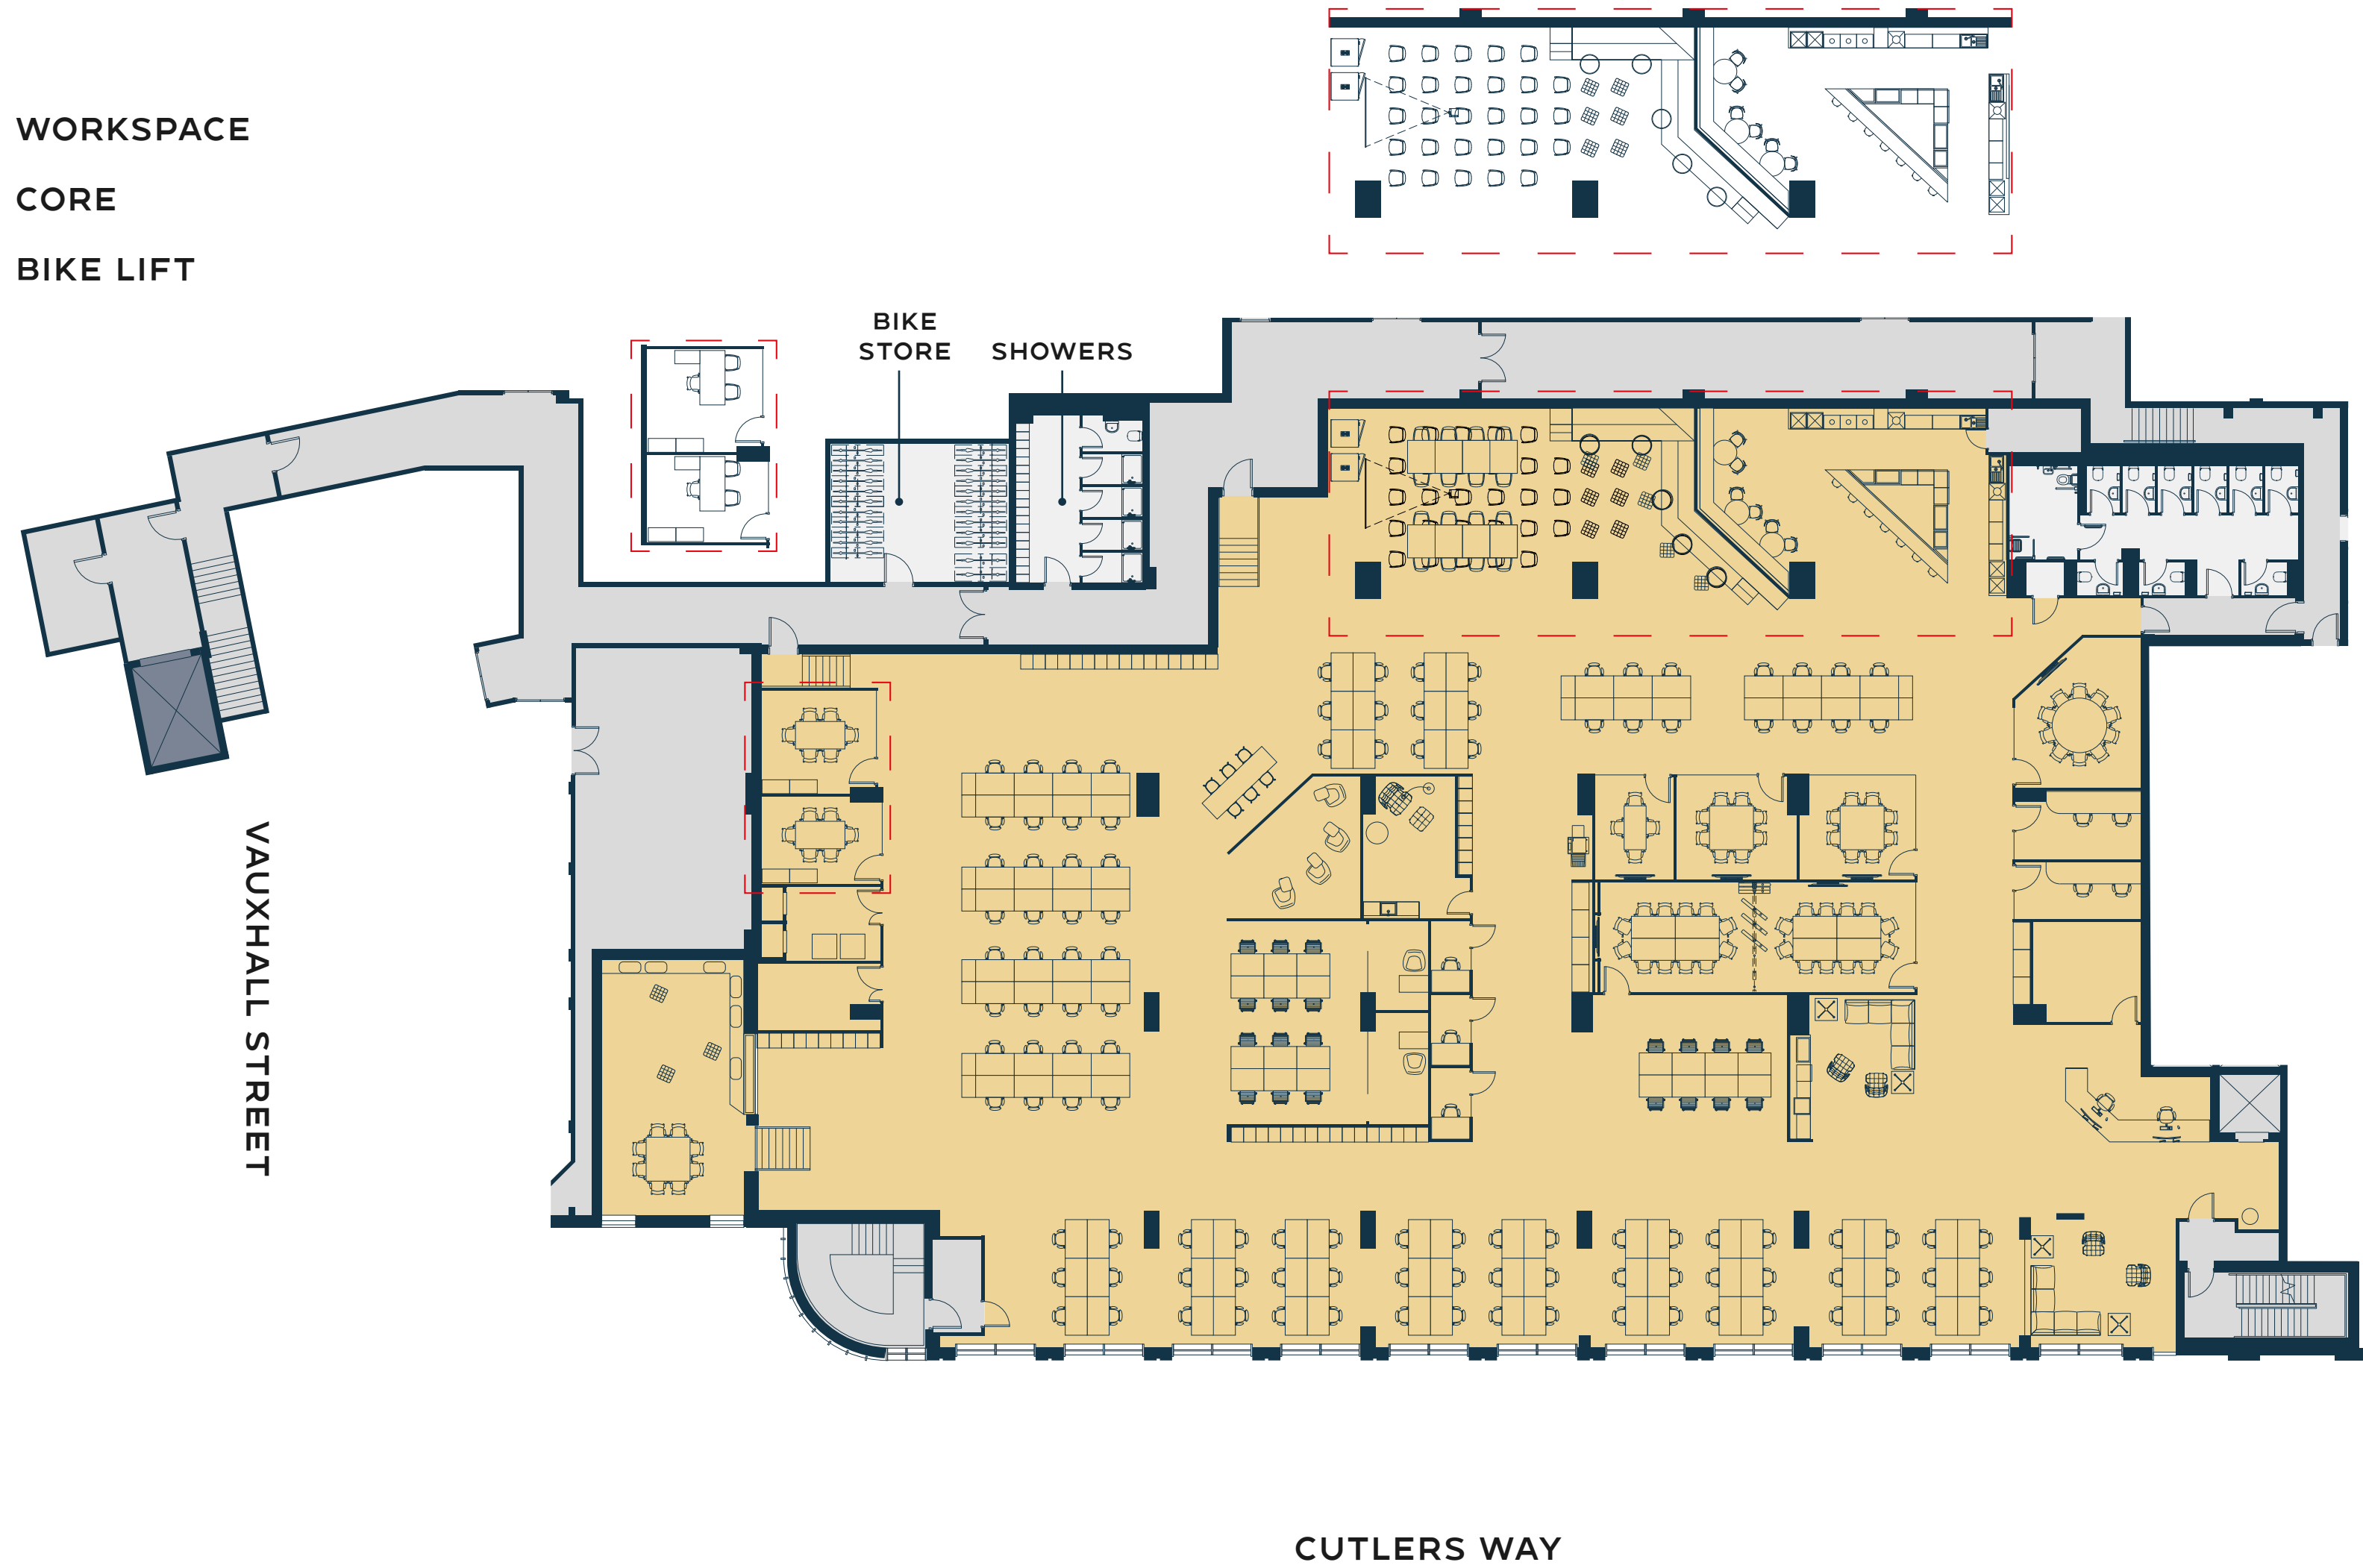 WORKSPACE
CORE
BIKE LIFT
BIKE
STORE
SHOWERS
VAUXHALL STREET
CUTLERS WAY